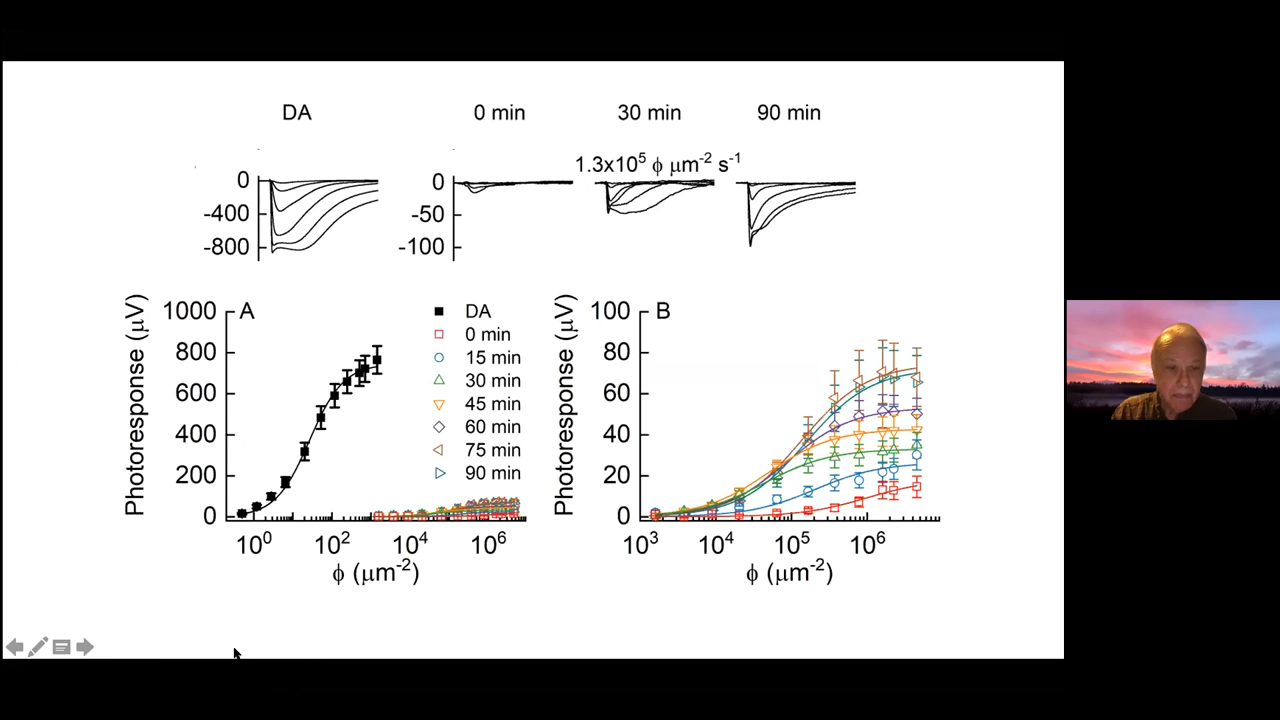 DA 0 min 30 min 90 min
1.3x10⁵ ϕ μm⁻² s⁻¹
0
-400
-800
0
-50
-100
Photoresponse (μV)
1000
800
600
400
200
0
A
10⁰ 10² 10⁴ 10⁶
ϕ (μm⁻²)
DA
0 min
15 min
30 min
45 min
60 min
75 min
90 min
Photoresponse (μV)
100
80
60
40
20
0
B
10³ 10⁴ 10⁵ 10⁶
ϕ (μm⁻²)